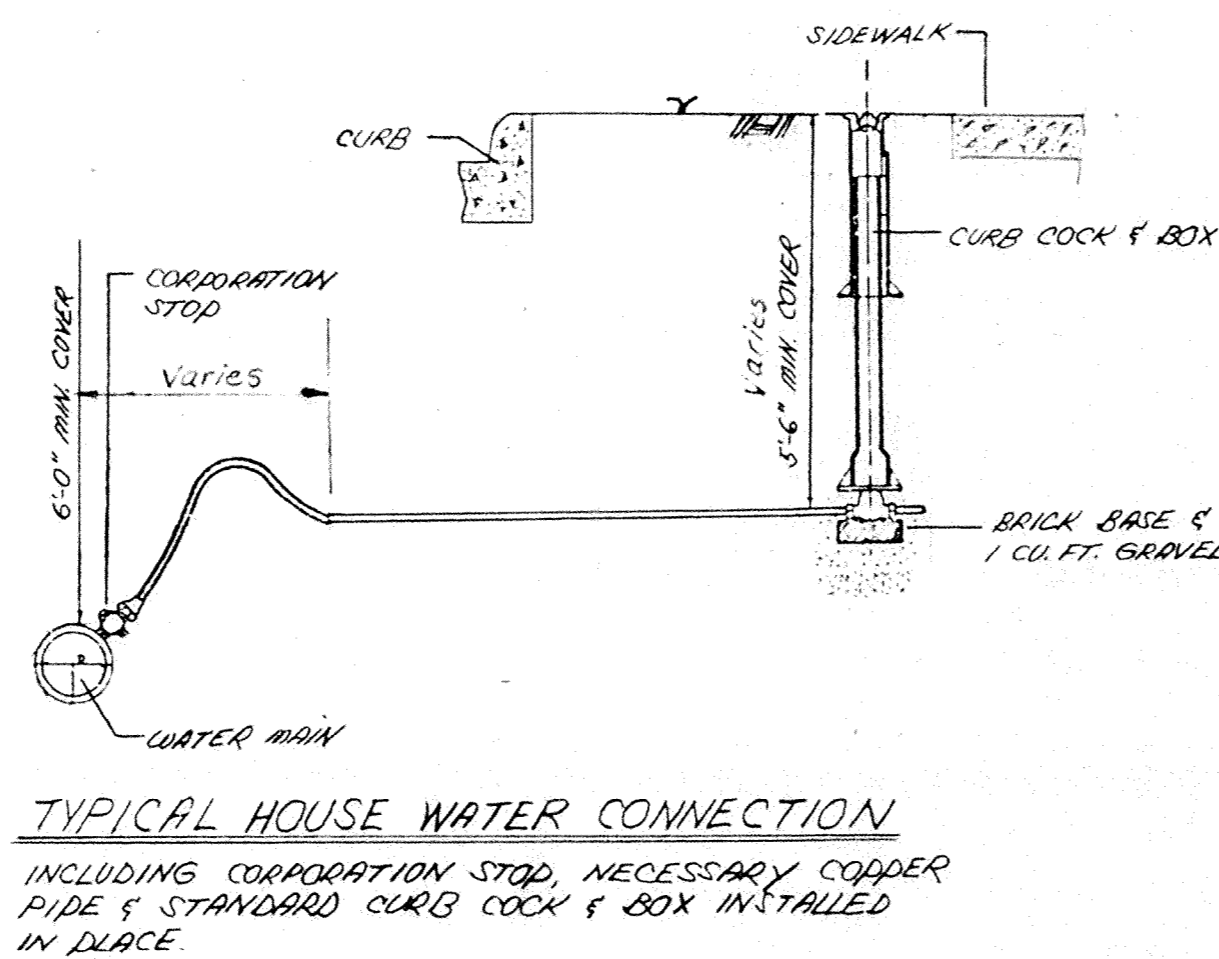 SIDEWALK
CURB
CURB COCK & BOX
CORPORATION
STOP
6'-0" MIN. COVER
Varies
Varies
5'-6" MIN. COVER
BRICK BASE &
1 CU. FT. GRAVEL
WATER MAIN
TYPICAL HOUSE WATER CONNECTION
INCLUDING CORPORATION STOP, NECESSARY COPPER
PIPE & STANDARD CURB COCK & BOX INSTALLED
IN PLACE.